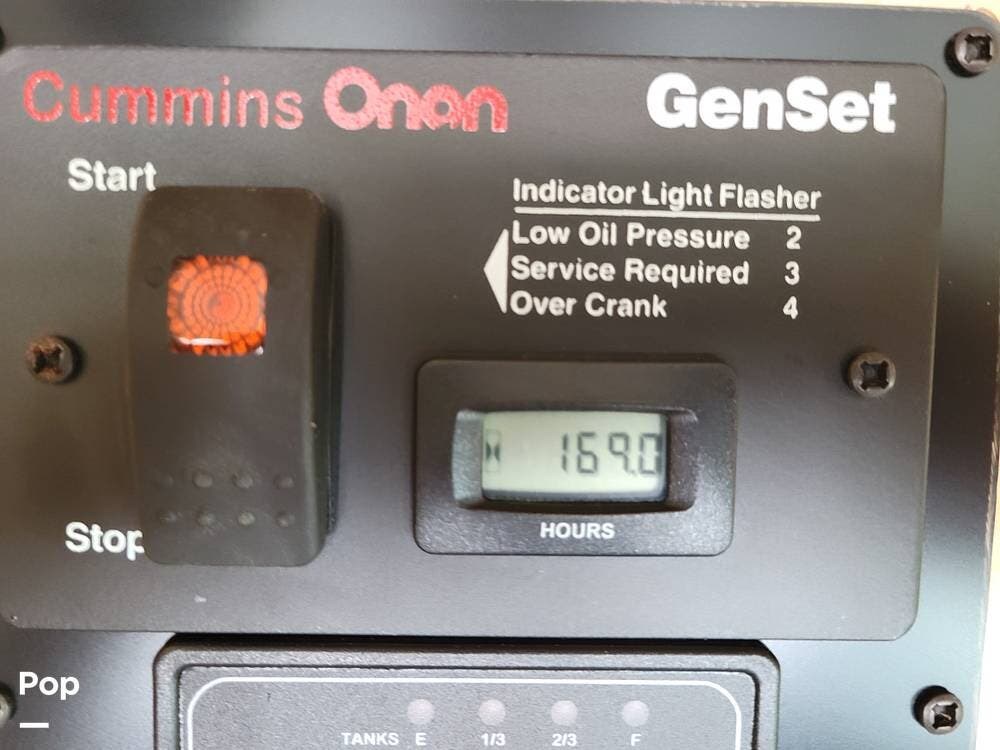 Cummins Onan GenSet
Start
Indicator Light Flasher
Low Oil Pressure 2
Service Required 3
Over Crank 4
169.0
HOURS
Stop
Pop
TANKS E 1/3 2/3 F